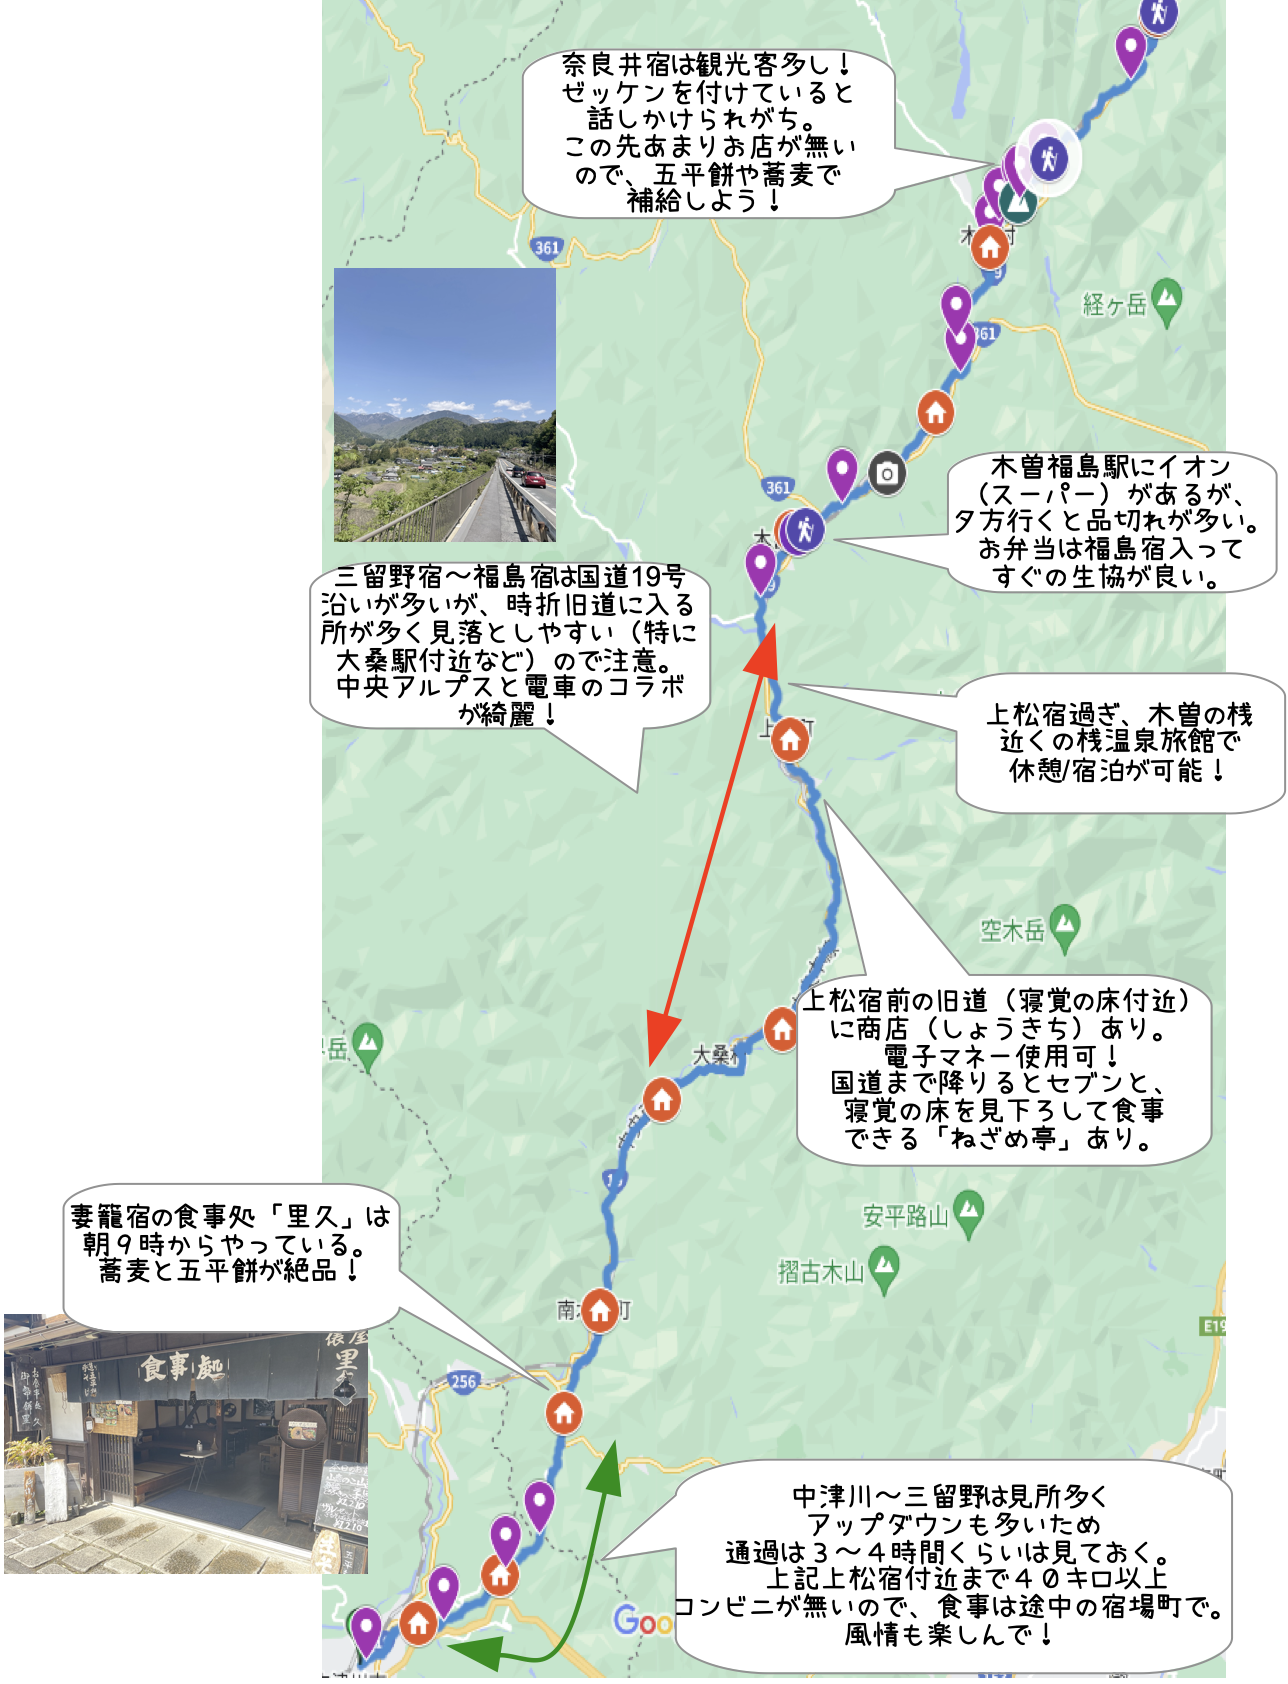 奈良井宿は観光客多し！
ゼッケンを付けていると
話しかけられがち。
この先あまりお店が無い
ので、五平餅や蕎麦で
補給しよう！
361
経ヶ岳
361
361
木曽福島駅にイオン
（スーパー）があるが、
夕方行くと品切れが多い。
お弁当は福島宿入って
すぐの生協が良い。
三留野宿～福島宿は国道19号
沿いが多いが、時折旧道に入る
所が多く見落としやすい（特に
大桑駅付近など）ので注意。
中央アルプスと電車のコラボ
が綺麗！
上松宿過ぎ、木曽の桟
近くの桟温泉旅館で
休憩/宿泊が可能！
空木岳
上松宿前の旧道（寝覚の床付近）
に商店（しょうきち）あり。
電子マネー使用可！
国道まで降りるとセブンと、
寝覚の床を見下ろして食事
できる「ねざめ亭」あり。
大桑
妻籠宿の食事処「里久」は
朝９時からやっている。
蕎麦と五平餅が絶品！
安平路山
摺古木山
南
町
E19
食事処
里
256
中津川～三留野は見所多く
アップダウンも多いため
通過は３～４時間くらいは見ておく。
上記上松宿付近まで４０キロ以上
コンビニが無いので、食事は途中の宿場町で。
風情も楽しんで！
Goo